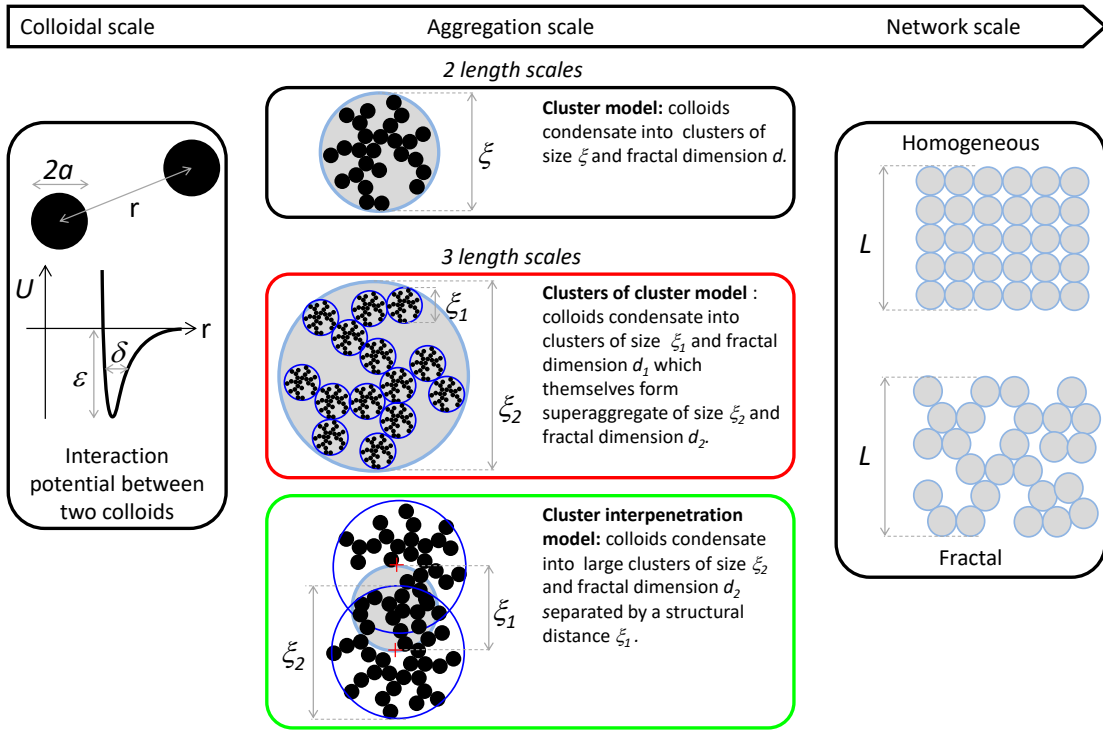 Colloidal scale
Aggregation scale
Network scale
2a
r
U
r
δ
ε
Interaction
potential between
two colloids
2 length scales
ξ
Cluster model: colloids
condensate into clusters of
size ξ and fractal dimension d.
3 length scales
ξ1
ξ2
Clusters of cluster model :
colloids condensate into
clusters of size ξ1 and fractal
dimension d1 which
themselves form
superaggregate of size ξ2 and
fractal dimension d2.
ξ2
ξ1
Cluster interpenetration
model: colloids condensate
into large clusters of size ξ2
and fractal dimension d2
separated by a structural
distance ξ1 .
Homogeneous
L
L
Fractal